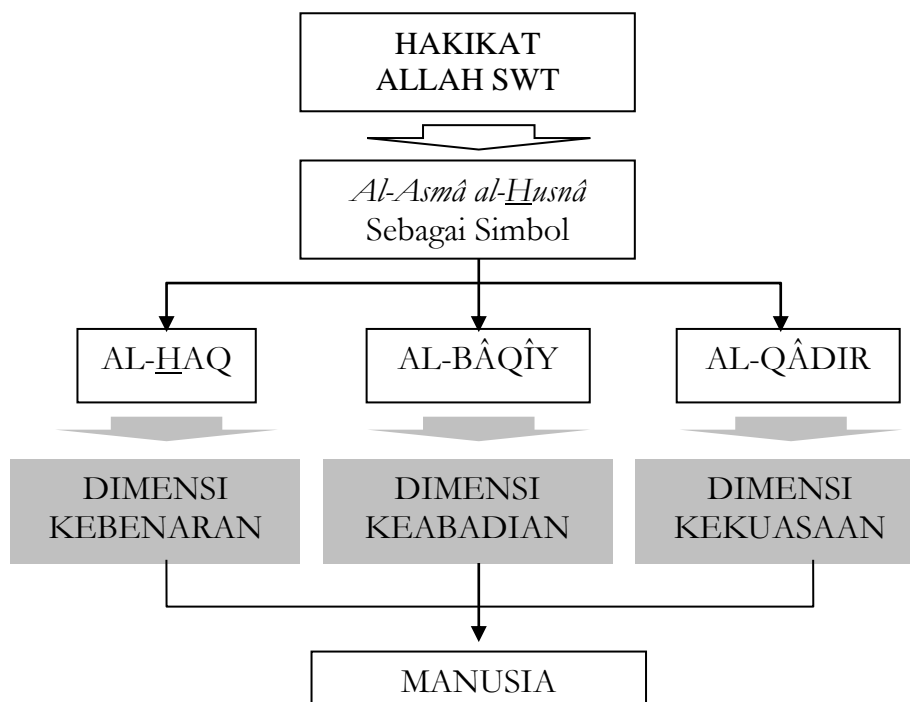 HAKIKAT
ALLAH SWT
Al-Asmâ al-Husnâ
Sebagai Simbol
AL-HAQ
AL-BÂQÎY
AL-QÂDIR
DIMENSI
KEBENARAN
DIMENSI
KEABADIAN
DIMENSI
KEKUASAAN
MANUSIA